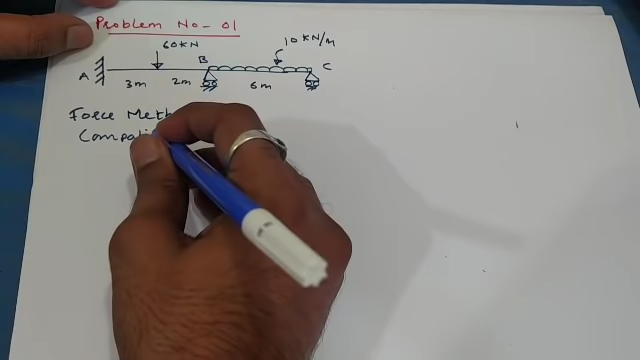 Problem No- 01
60KN
10 KN/M
A
B
C
3m
2m
6m
Force Meth
Compati